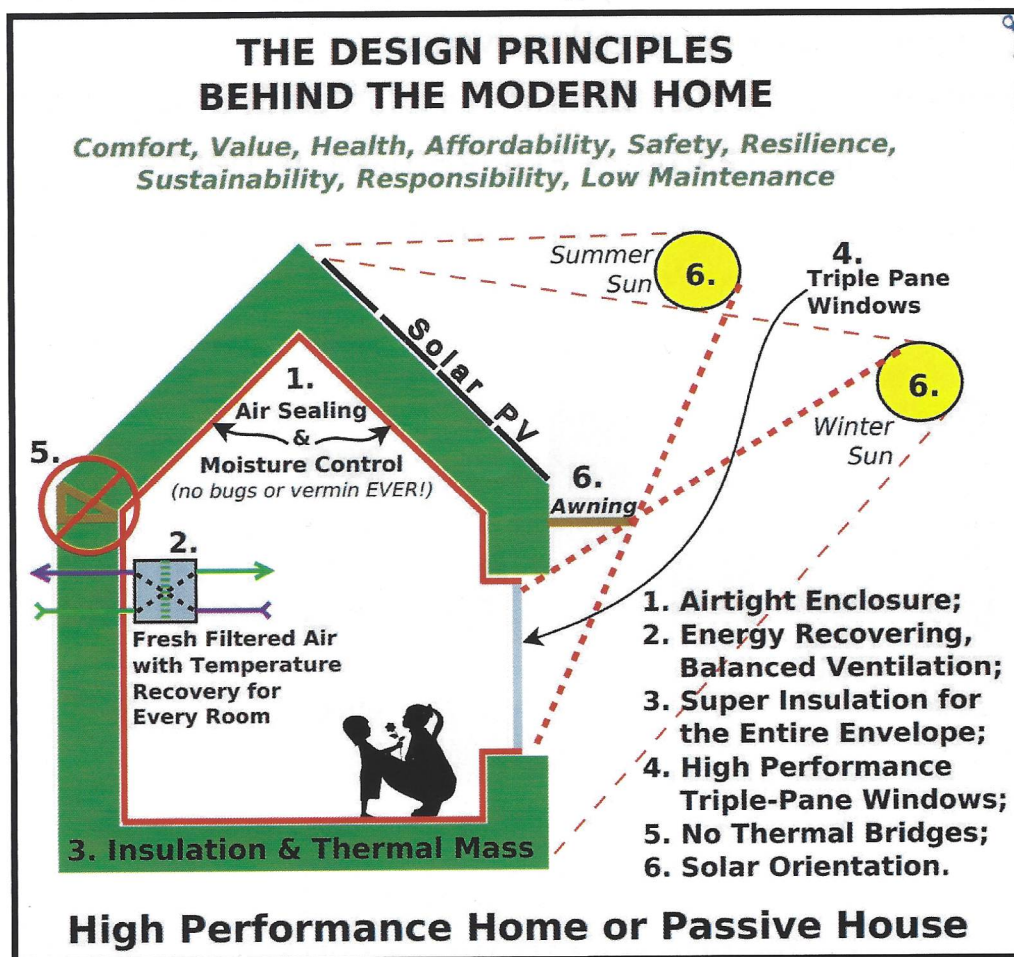 THE DESIGN PRINCIPLES
BEHIND THE MODERN HOME
Comfort, Value, Health, Affordability, Safety, Resilience,
Sustainability, Responsibility, Low Maintenance
Summer
Sun
6.
4.
Triple Pane
Windows
Solar PV
6.
Winter
Sun
1.
Air Sealing
&
Moisture Control
(no bugs or vermin EVER!)
5.
6.
Awning
2.
Fresh Filtered Air
with Temperature
Recovery for
Every Room
3. Insulation & Thermal Mass
1. Airtight Enclosure;
2. Energy Recovering,
Balanced Ventilation;
3. Super Insulation for
the Entire Envelope;
4. High Performance
Triple-Pane Windows;
5. No Thermal Bridges;
6. Solar Orientation.
High Performance Home or Passive House